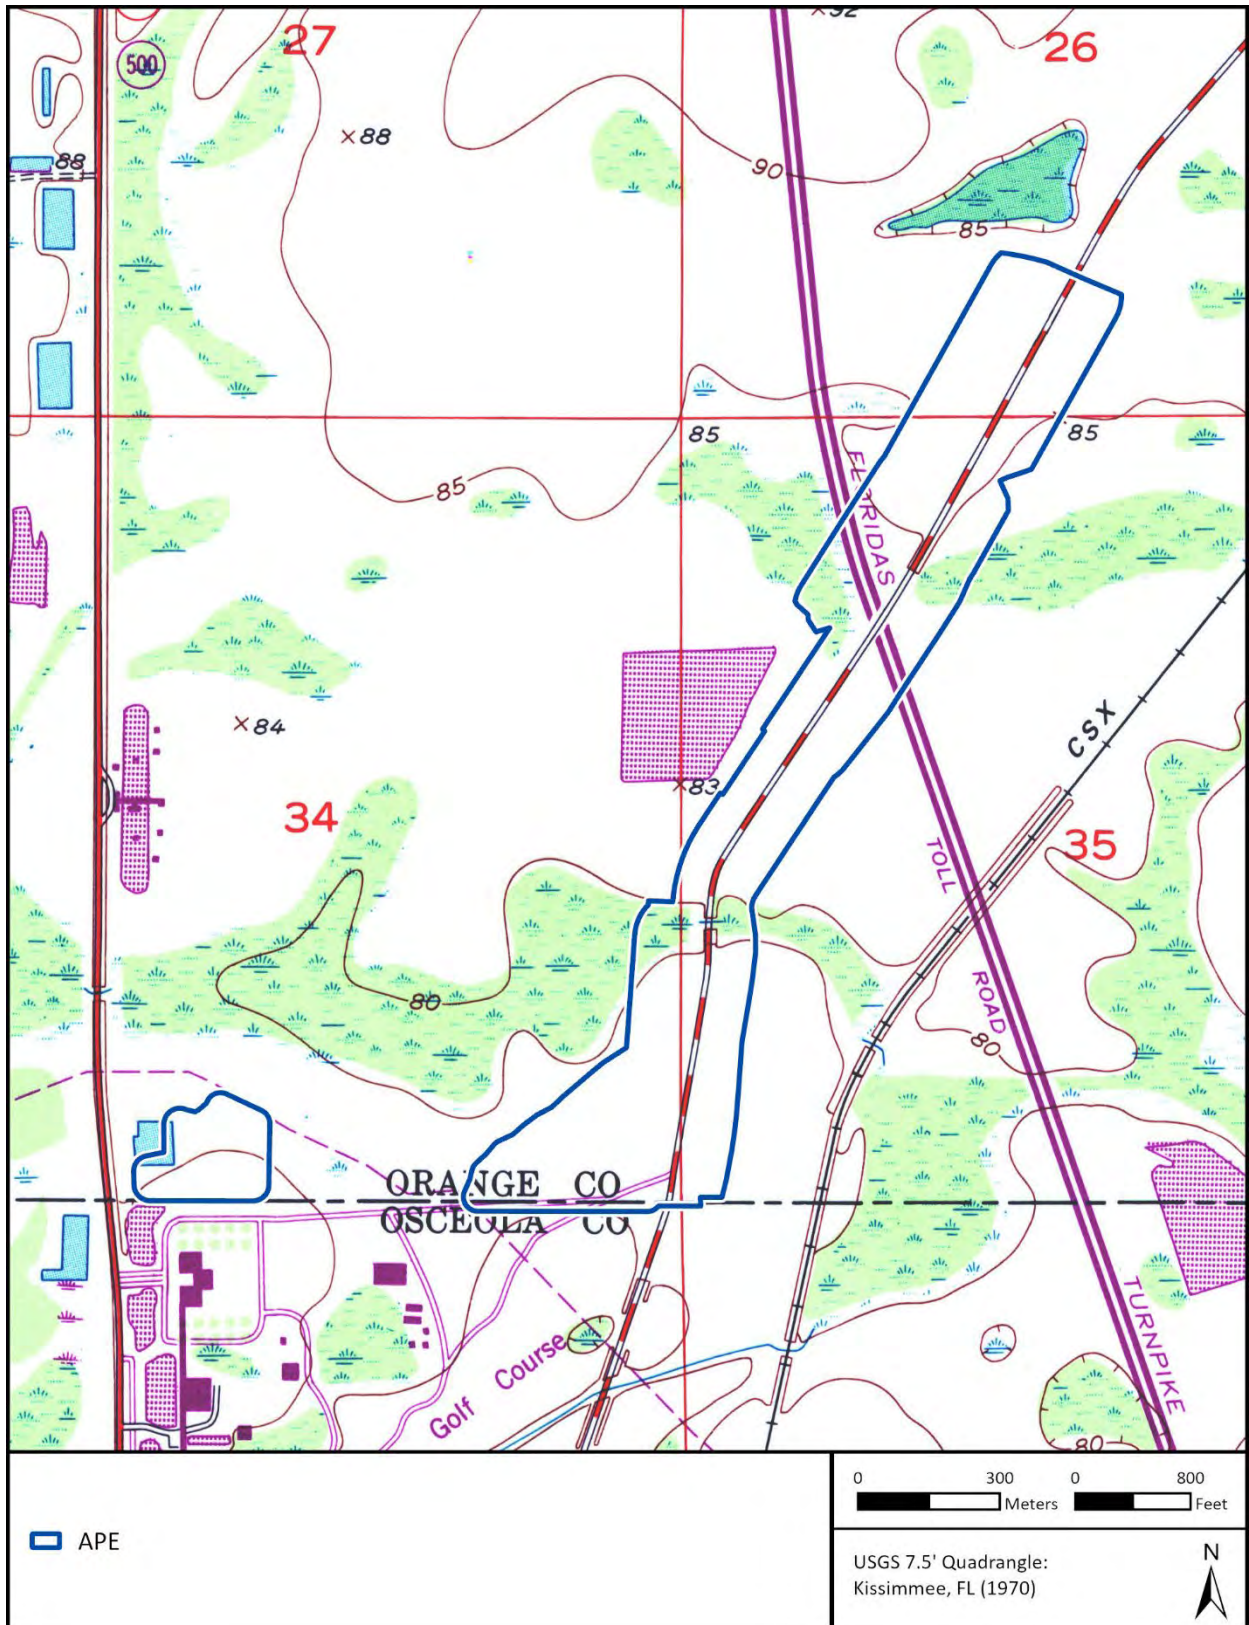 92
27
26
500
88
88
90
85
85
85
85
FLORIDAS
84
83
CSX
34
35
TOLL
ROAD
80
80
ORANGE CO
OSCEOLA CO
TURNPIKE
Golf Course
80
0 300 Meters 0 800 Feet
APE
USGS 7.5' Quadrangle:
Kissimmee, FL (1970)
N